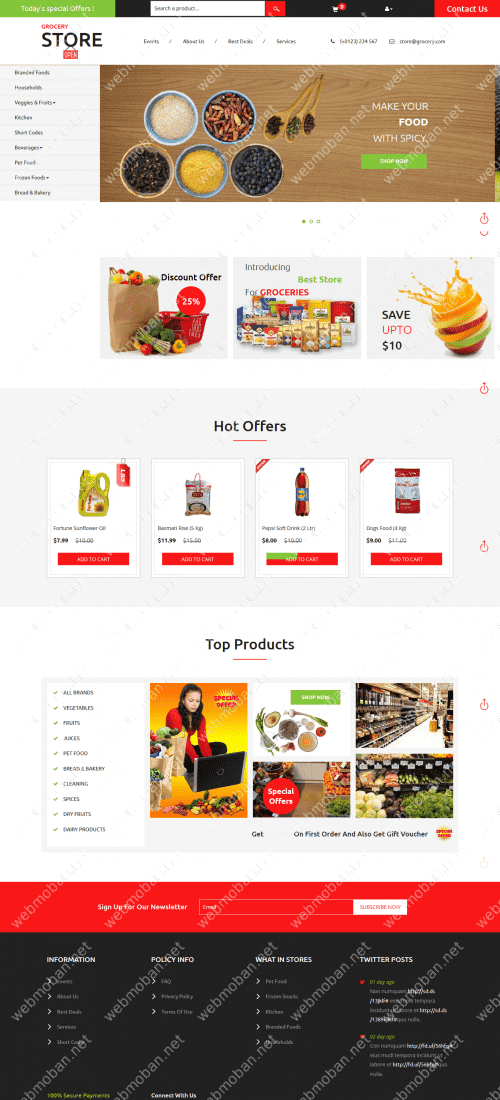 Today's special Offers !
Search a product...
0
Contact Us
GROCERY
STORE
OPEN
Events / About Us / Best Deals / Services
(+0123) 234 567
store@grocery.com
Branded Foods
Households
Veggies & Fruits
Kitchen
Short Codes
Beverages
Pet Food
Frozen Foods
Bread & Bakery
MAKE YOUR
FOOD
WITH SPICY.
SHOP NOW
Discount Offer
25%
Introducing
Best Store
For GROCERIES
SAVE
UPTO
$10
Hot Offers
Fortune Sunflower Oil
$7.99 $10.00
ADD TO CART
Basmati Rise (5 Kg)
$11.99 $15.00
ADD TO CART
Pepsi Soft Drink (2 Ltr)
$8.00 $10.00
ADD TO CART
Dogs Food (4 Kg)
$9.00 $11.00
ADD TO CART
Top Products
ALL BRANDS
VEGETABLES
FRUITS
JUICES
PET FOOD
BREAD & BAKERY
CLEANING
SPICES
DRY FRUITS
DAIRY PRODUCTS
SPECIAL
OFFER
SHOP NOW
Special
Offers
Get On First Order And Also Get Gift Voucher
SPECIAL
OFFER
Sign Up For Our Newsletter
Email
SUBSCRIBE NOW
INFORMATION
Events
About Us
Best Deals
Services
Short Codes
POLICY INFO
FAQ
Privacy Policy
Terms Of Use
WHAT IN STORES
Pet Food
Frozen Snacks
Kitchen
Branded Foods
Households
TWITTER POSTS
01 day ago
Non numquam http://sd.ds
eius modi tempora
incidunt ut labore et http://sd.ds
quo nulla.
02 day ago
Con numquam http://fd.uf/56hfg#
eius modi tempora incidunt ut
labore et http://fd.uf/56hfg# quo
nulla.
100% Secure Payments
Connect With Us
webmoban.net